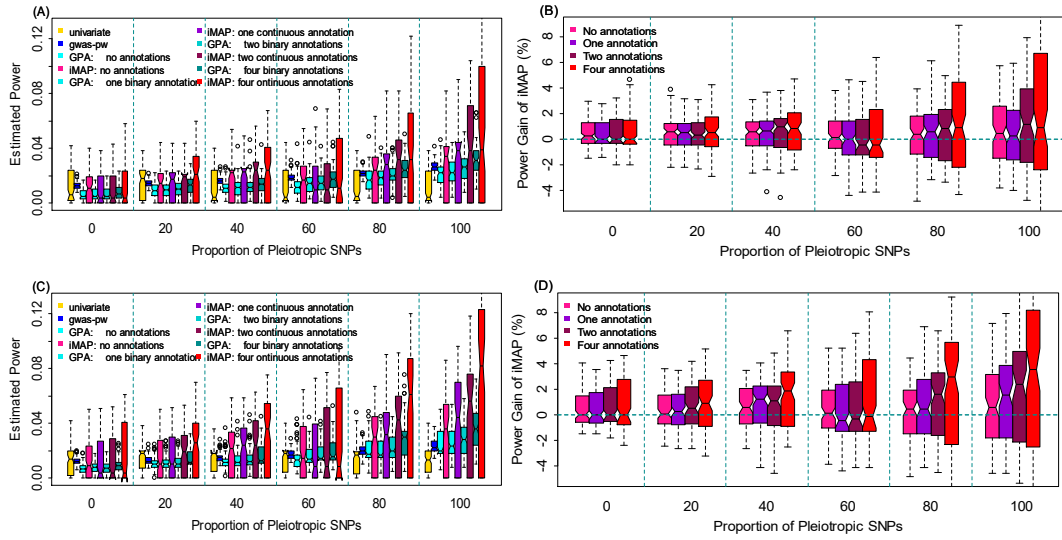 (A)
Estimated Power
0.12
0.08
0.04
0.00
univariate
gwas-pw
GPA: no annotations
iMAP: no annotations
GPA: one binary annotation
iMAP: one continuous annotation
GPA: two binary annotations
iMAP: two continuous annotations
GPA: four binary annotations
iMAP: four ontinuous annotations
0 20 40 60 80 100
Proportion of Pleiotropic SNPs
(B)
Power Gain of iMAP (%)
8
6
4
2
0
2
4
No annotations
One annotation
Two annotations
Four annotations
0 20 40 60 80 100
Proportion of Pleiotropic SNPs
(C)
Estimated Power
0.12
0.08
0.04
0.00
univariate
gwas-pw
GPA: no annotations
iMAP: no annotations
GPA: one binary annotation
iMAP: one continuous annotation
GPA: two binary annotations
iMAP: two continuous annotations
GPA: four binary annotations
iMAP: four ontinuous annotations
0 20 40 60 80 100
Proportion of Pleiotropic SNPs
(D)
Power Gain of iMAP (%)
8
6
4
2
0
-2
-4
No annotations
One annotation
Two annotations
Four annotations
0 20 40 60 80 100
Proportion of Pleiotropic SNPs